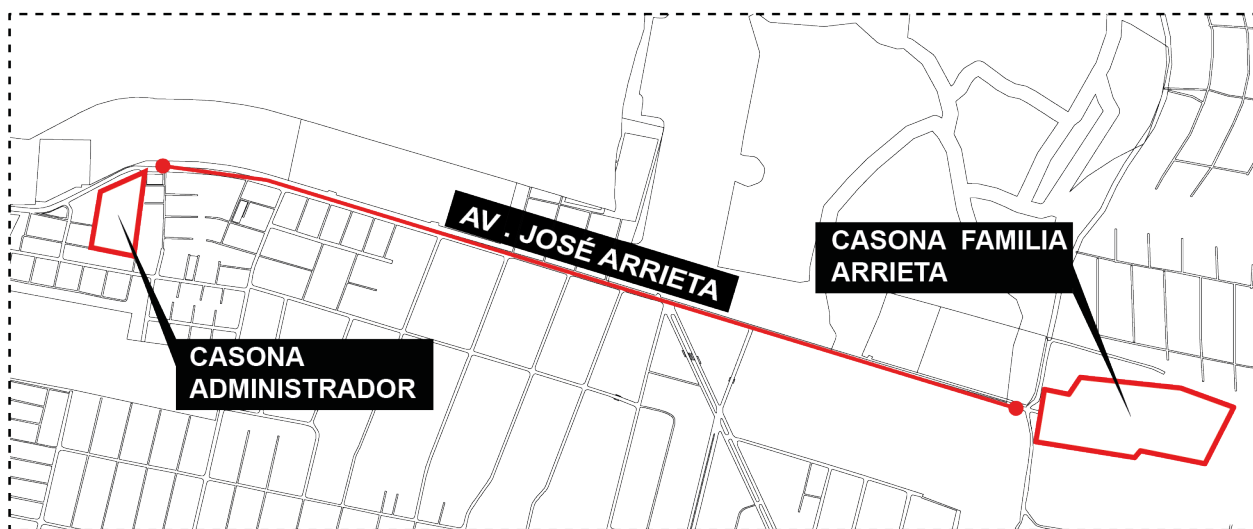 AV . JOSÉ ARRIETA
CASONA FAMILIA
ARRIETA
CASONA
ADMINISTRADOR